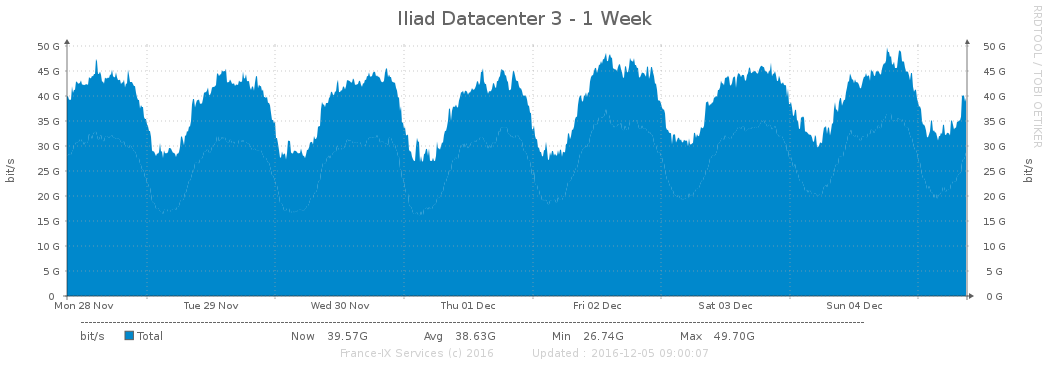 Iliad Datacenter 3 - 1 Week
RRDTOOL / TOBI OETIKER
50 G 50 G
45 G 45 G
40 G 40 G
35 G 35 G
30 G 30 G
25 G 25 G
20 G 20 G
15 G 15 G
10 G 10 G
5 G 5 G
0 0 G
bit/s bit/s
Mon 28 Nov Tue 29 Nov Wed 30 Nov Thu 01 Dec Fri 02 Dec Sat 03 Dec Sun 04 Dec
bit/s Total Now 39.57G Avg 38.63G Min 26.74G Max 49.70G
France-IX Services (c) 2016 Updated : 2016-12-05 09:00:07